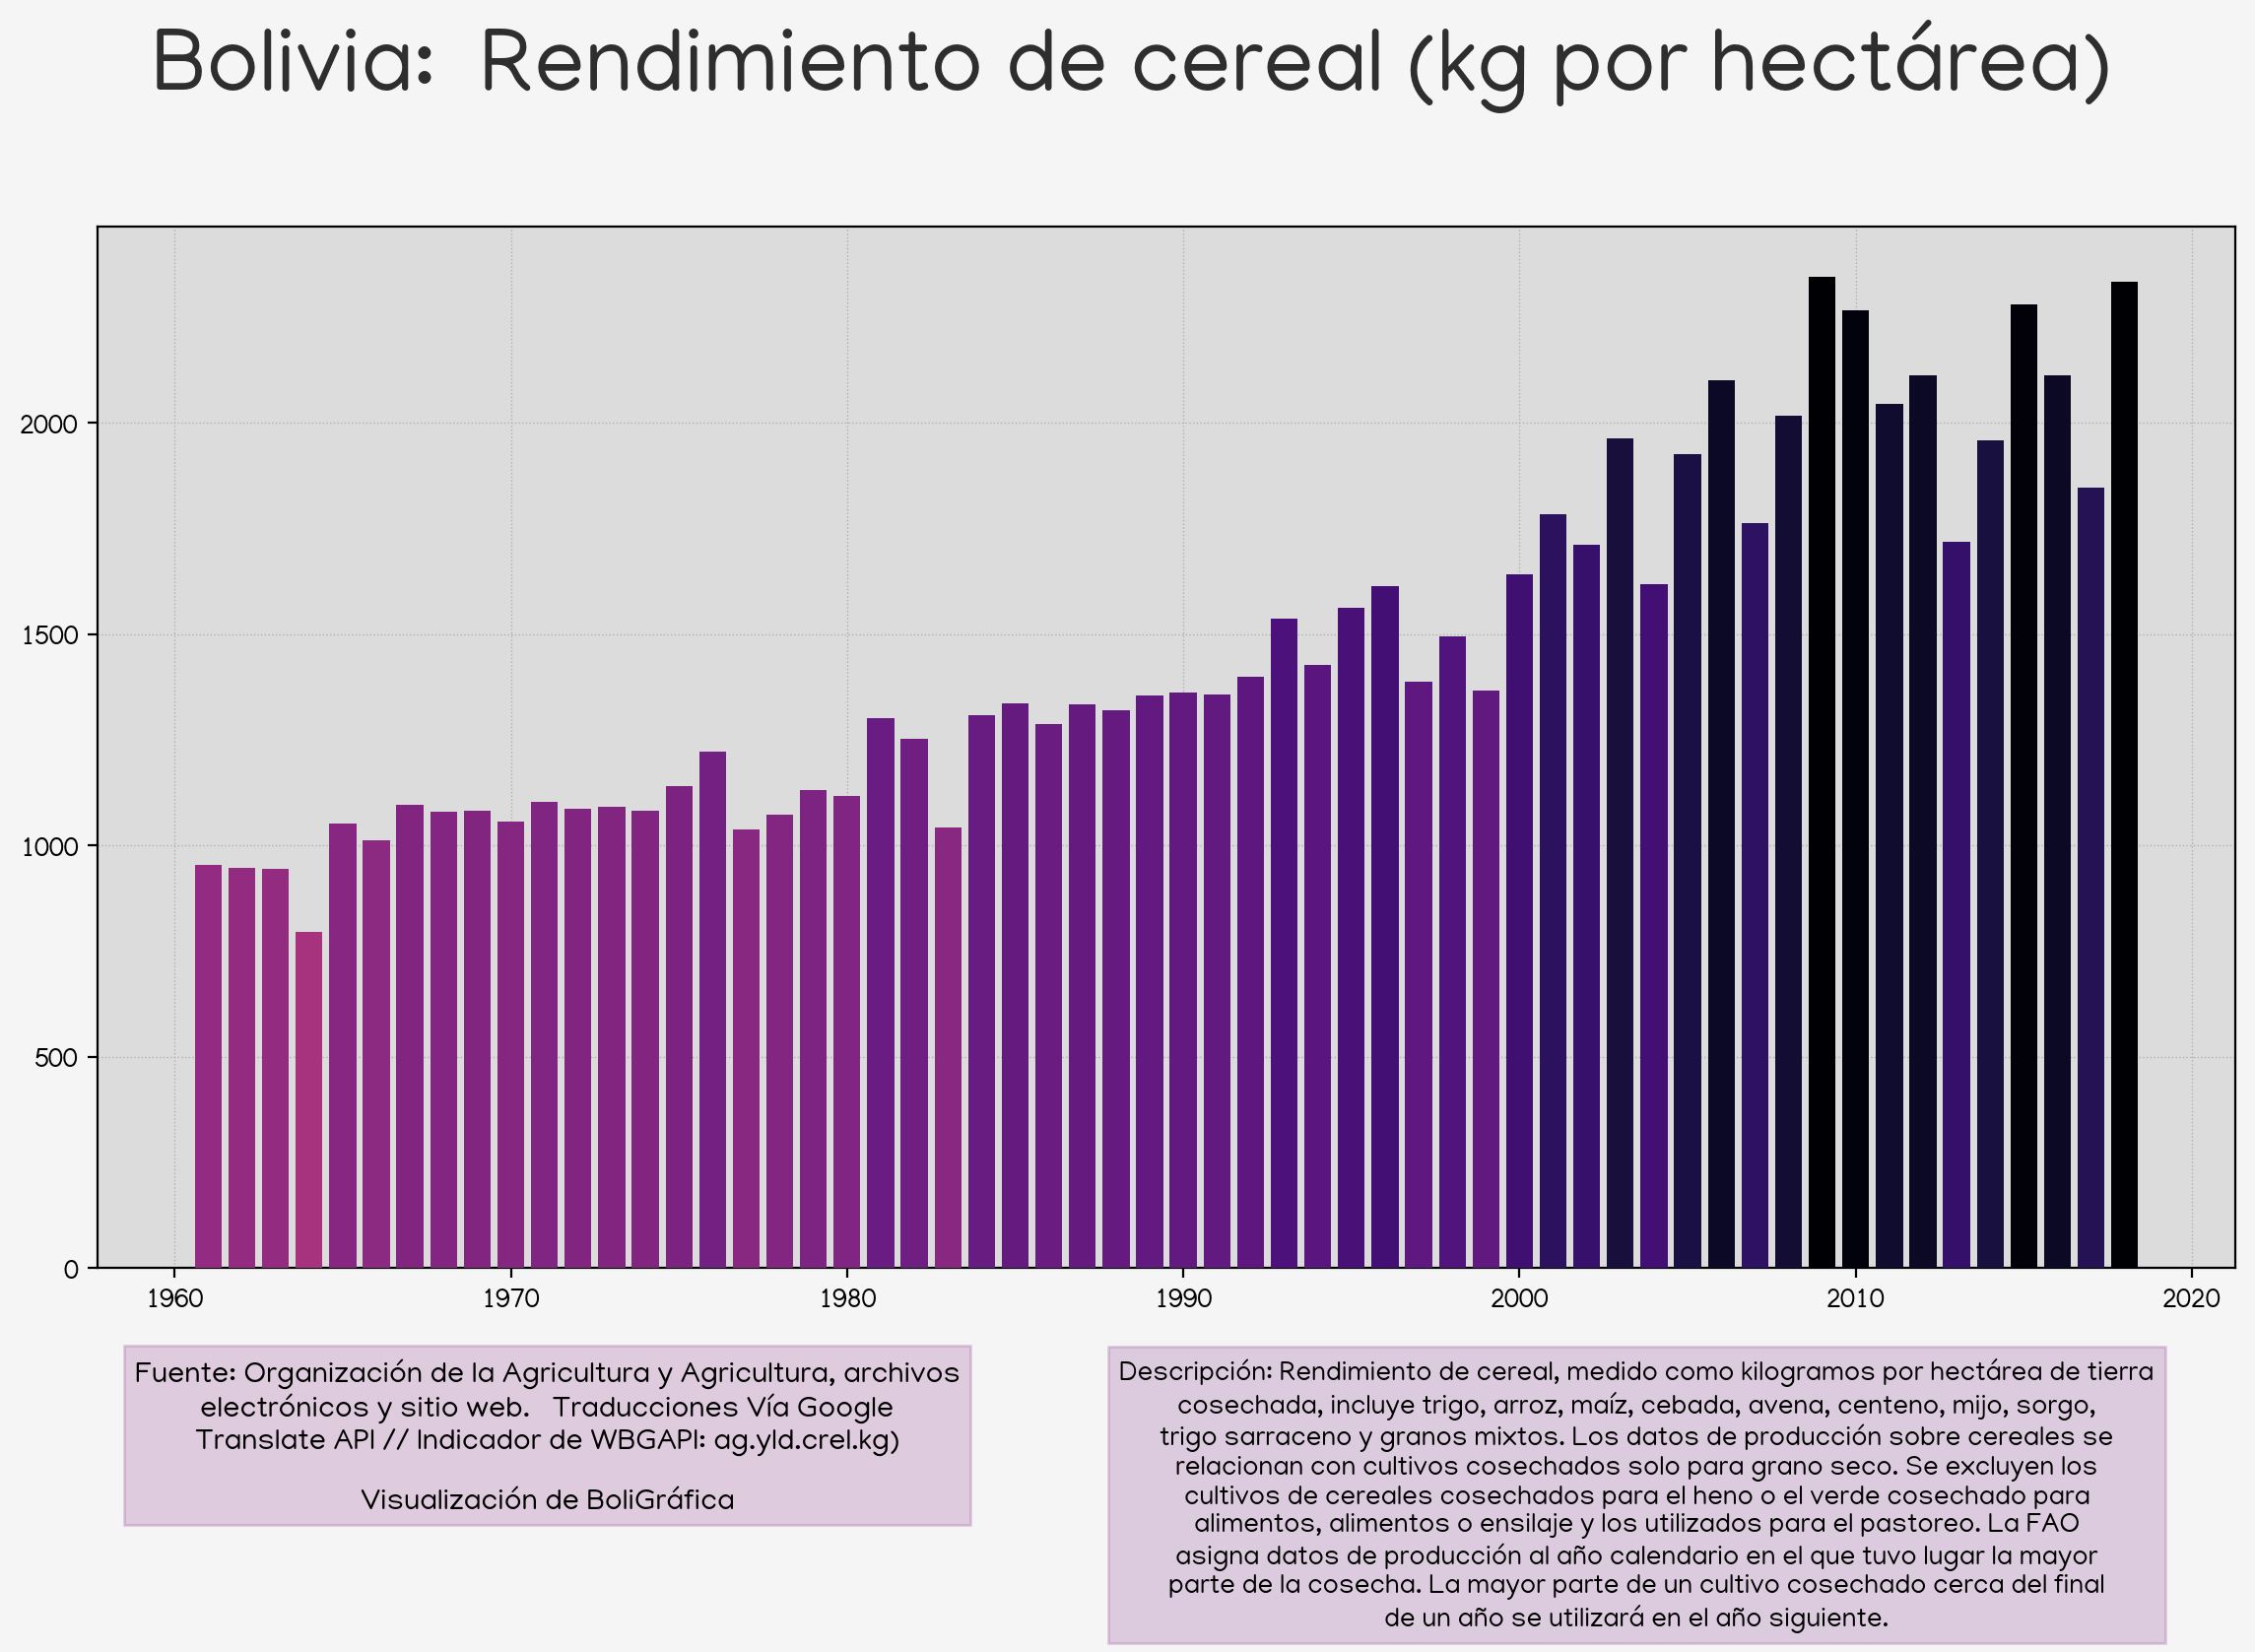 Bolivia:  Rendimiento de cereal (kg por hectárea)
2000
1500
1000
500
0
1960
1970
1980
1990
2000
2010
2020
Fuente: Organización de la Agricultura y Agricultura, archivos
electrónicos y sitio web.   Traducciones Vía Google
Translate API // Indicador de WBGAPI: ag.yld.crel.kg)
Visualización de BoliGráfica
Descripción: Rendimiento de cereal, medido como kilogramos por hectárea de tierra
cosechada, incluye trigo, arroz, maíz, cebada, avena, centeno, mijo, sorgo,
trigo sarraceno y granos mixtos. Los datos de producción sobre cereales se
relacionan con cultivos cosechados solo para grano seco. Se excluyen los
cultivos de cereales cosechados para el heno o el verde cosechado para
alimentos, alimentos o ensilaje y los utilizados para el pastoreo. La FAO
asigna datos de producción al año calendario en el que tuvo lugar la mayor
parte de la cosecha. La mayor parte de un cultivo cosechado cerca del final
de un año se utilizará en el año siguiente.